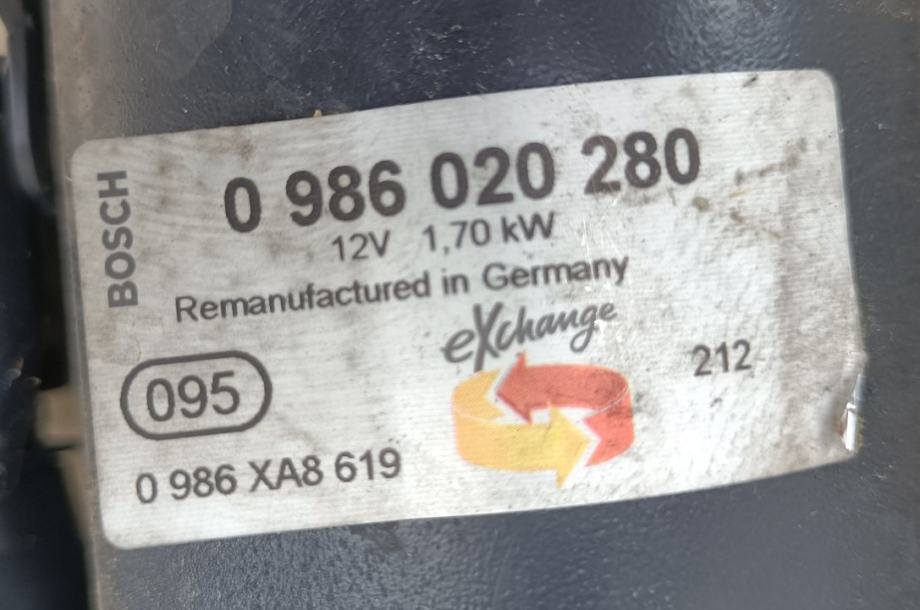 BOSCH
0 986 020 280
12V 1,70 kW
Remanufactured in Germany
eXchange
095
212
0 986 XA8 619